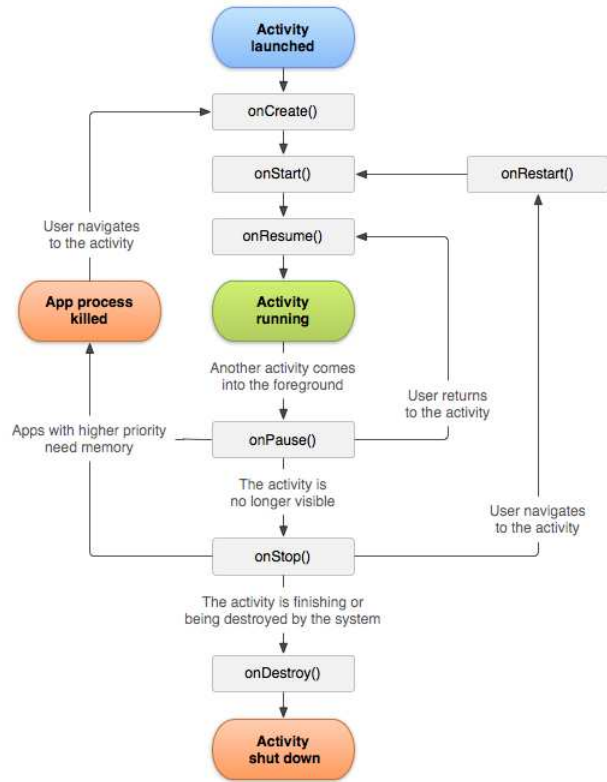 Activity
launched
onCreate()
onStart()
onRestart()
User navigates
to the activity
onResume()
App process
killed
Activity
running
Another activity comes
into the foreground
User returns
to the activity
Apps with higher priority
need memory
onPause()
The activity is
no longer visible
User navigates
to the activity
onStop()
The activity is finishing or
being destroyed by the system
onDestroy()
Activity
shut down